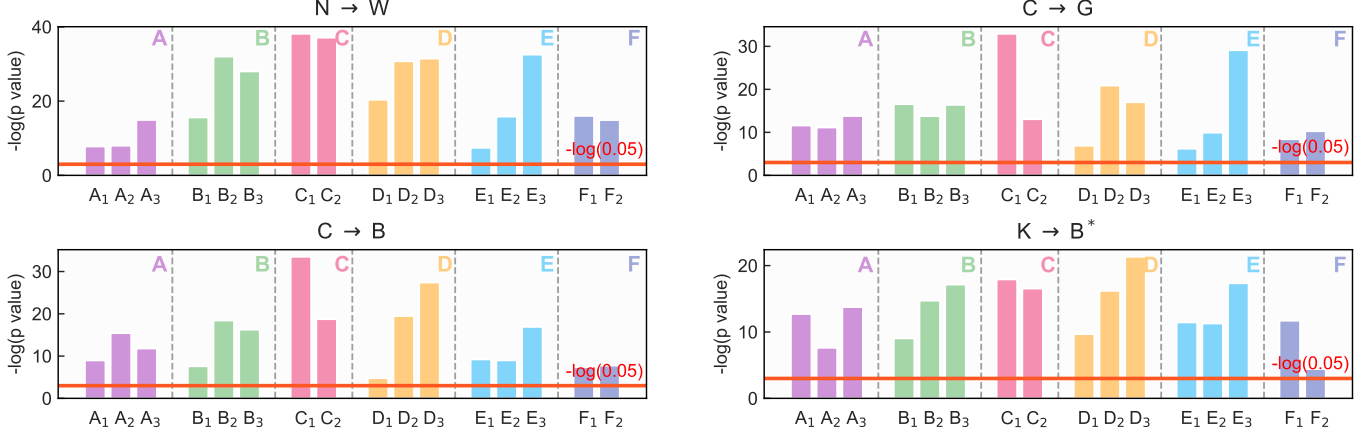 N → W
-log(p value)
40
20
0
A B C D E F
-log(0.05)
A₁ A₂ A₃ B₁ B₂ B₃ C₁ C₂ D₁ D₂ D₃ E₁ E₂ E₃ F₁ F₂
C → G
-log(p value)
30
20
10
0
A B C D E F
-log(0.05)
A₁ A₂ A₃ B₁ B₂ B₃ C₁ C₂ D₁ D₂ D₃ E₁ E₂ E₃ F₁ F₂
C → B
-log(p value)
30
20
10
0
A B C D E F
-log(0.05)
A₁ A₂ A₃ B₁ B₂ B₃ C₁ C₂ D₁ D₂ D₃ E₁ E₂ E₃ F₁ F₂
K → B*
-log(p value)
20
10
0
A B C D E F
-log(0.05)
A₁ A₂ A₃ B₁ B₂ B₃ C₁ C₂ D₁ D₂ D₃ E₁ E₂ E₃ F₁ F₂